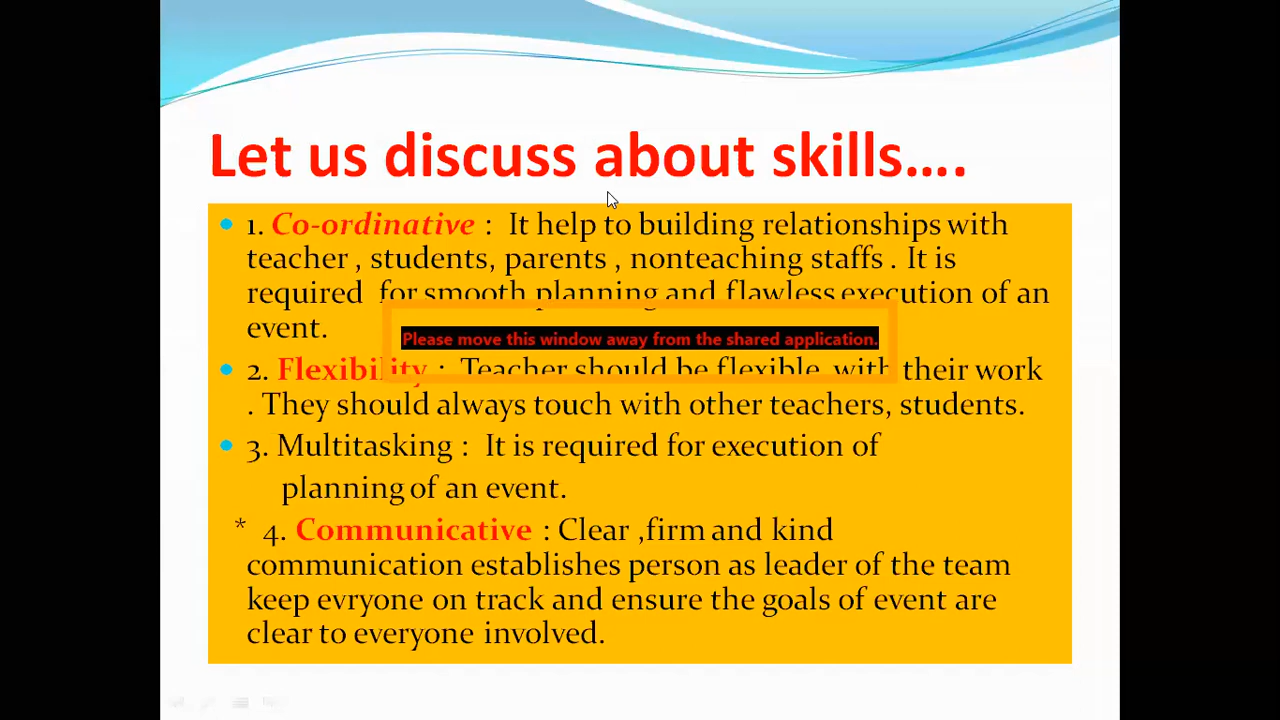 Let us discuss about skills....
• 1. Co-ordinative : It help to building relationships with
teacher , students, parents , nonteaching staffs . It is
required for smooth planning and flawless execution of an
event.
Please move this window away from the shared application.
• 2. Flexibility : Teacher should be flexible with their work
. They should always touch with other teachers, students.
• 3. Multitasking : It is required for execution of
planning of an event.
* 4. Communicative : Clear ,firm and kind
communication establishes person as leader of the team
keep evryone on track and ensure the goals of event are
clear to everyone involved.